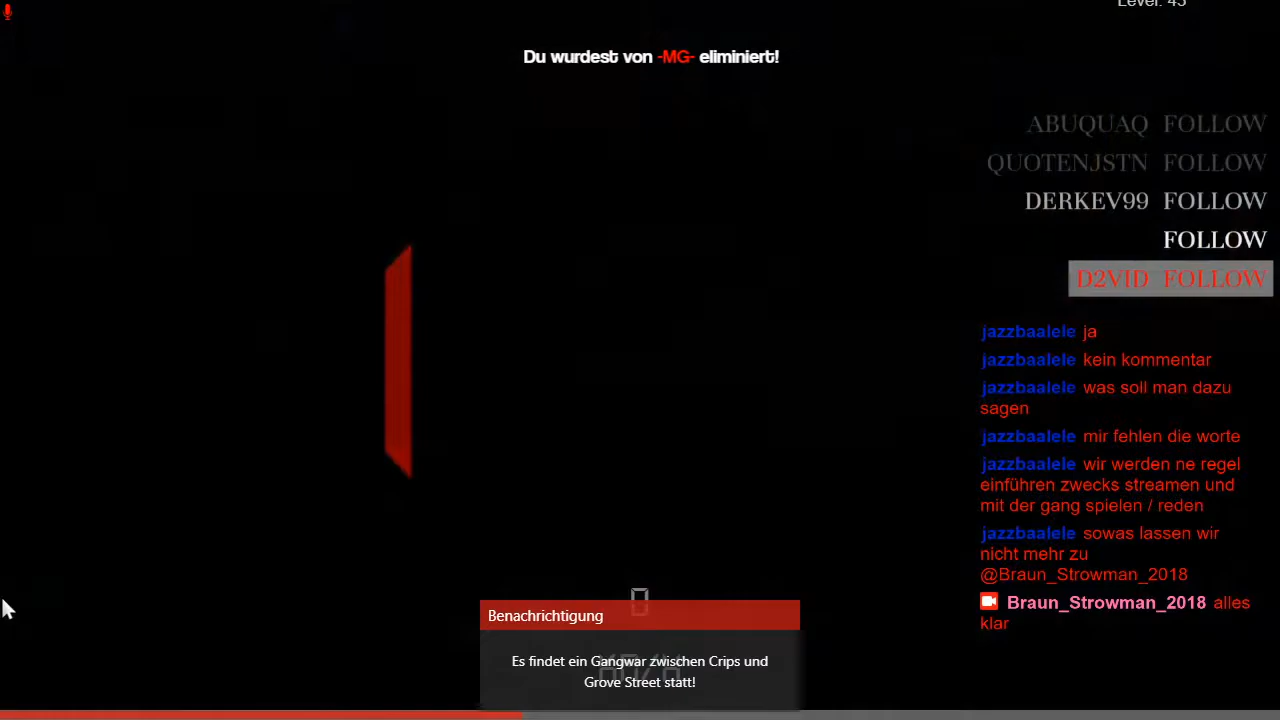 Level: 43
Du wurdest von -MG- eliminiert!
ABUQUAQ FOLLOW
QUOTENJSTN FOLLOW
DERKEV99 FOLLOW
FOLLOW
D2VID FOLLOW
jazzbaalele ja
jazzbaalele kein kommentar
jazzbaalele was soll man dazu
sagen
jazzbaalele mir fehlen die worte
jazzbaalele wir werden ne regel
einführen zwecks streamen und
mit der gang spielen / reden
jazzbaalele sowas lassen wir
nicht mehr zu
@Braun_Strowman_2018
Braun_Strowman_2018 alles
klar
0
Benachrichtigung
Es findet ein Gangwar zwischen Crips und
Grove Street statt!